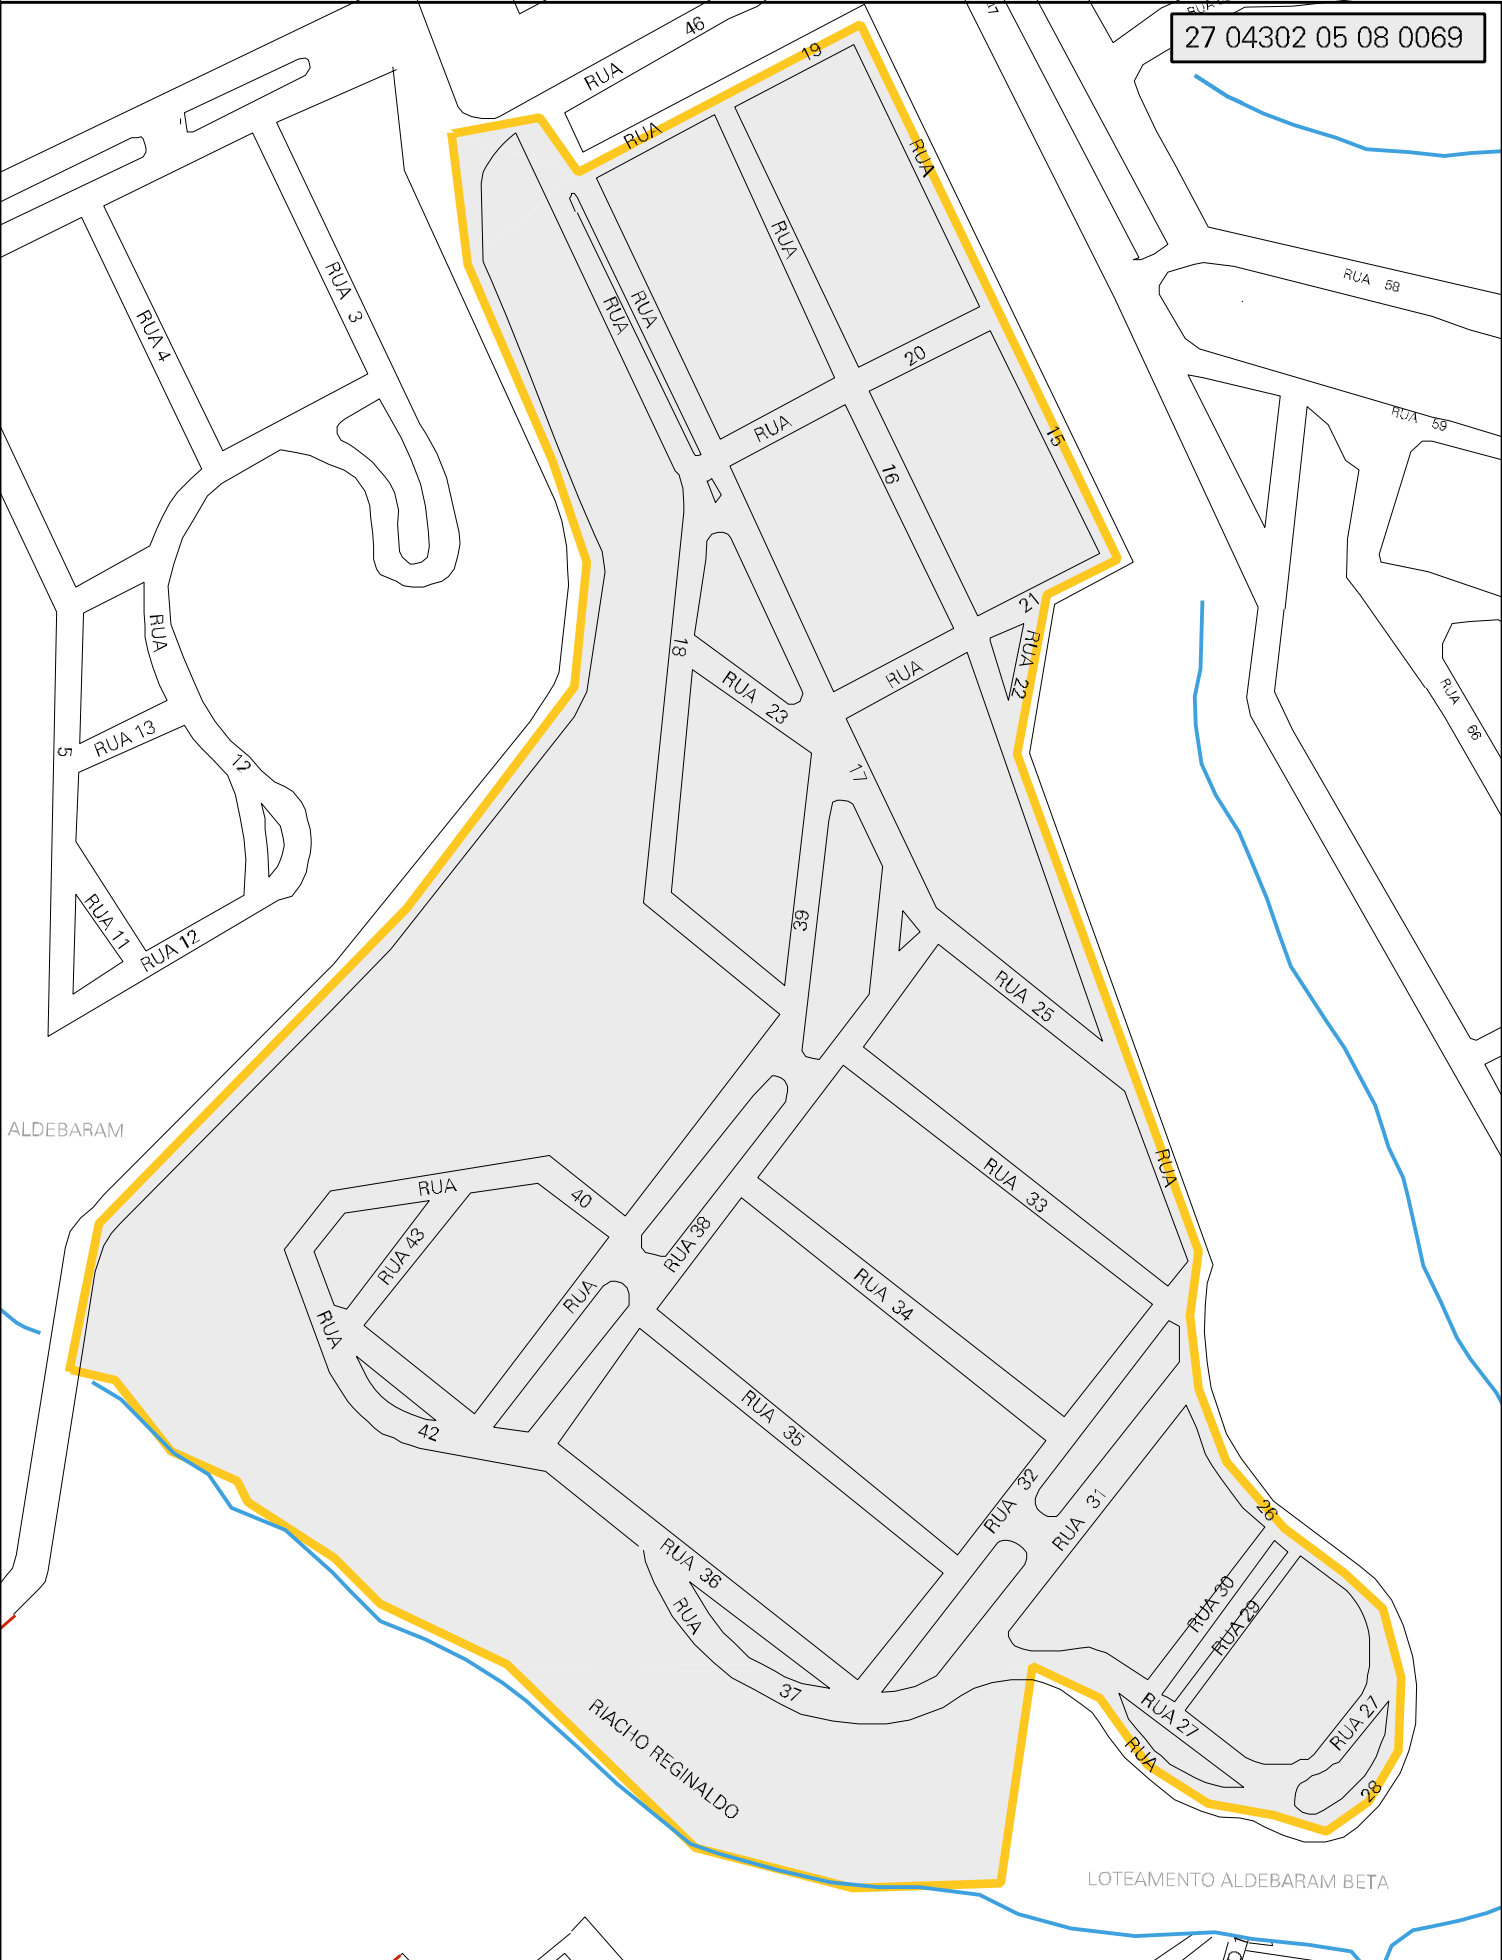 27 04302 05 08 0069
17
RUA
RUA 46
RUA 19
RUA 15
RUA 58
RUA 3
RUA 4
RUA
RUA
RUA 16
RUA 20
RUA 59
RUA 18
RUA 21
RUA 22
RUA 23
RUA 66
17
RUA
5
RUA 13
12
RUA 11
RUA 12
39
RUA 25
ALDEBARAM
RUA
RUA 33
RUA 40
RUA 43
RUA 38
RUA
RUA
RUA 34
42
RUA 35
RUA 32
RUA 31
26
RUA 36
RUA 30
RUA 29
RUA
37
RUA 27
RUA 27
RUA
28
RIACHO REGINALDO
LOTEAMENTO ALDEBARAM BETA